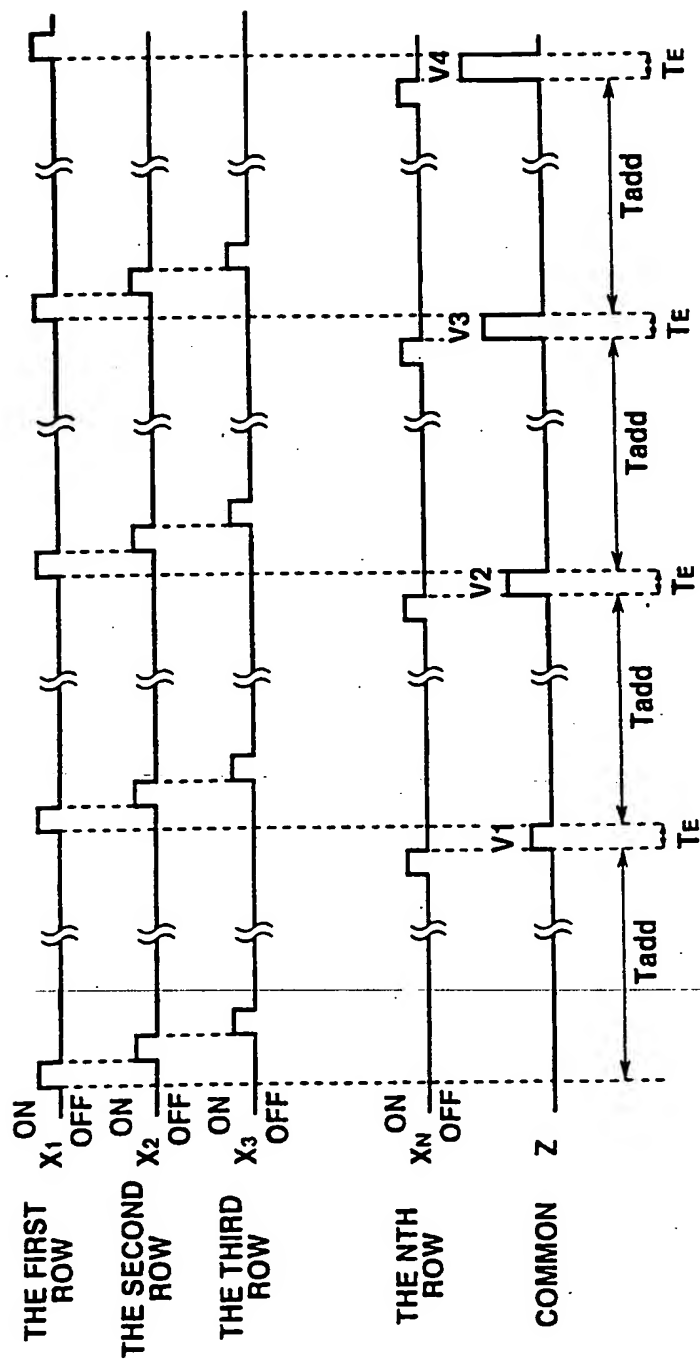 THE FIRST
ROW
X1
ON
OFF
THE SECOND
ROW
X2
ON
OFF
THE THIRD
ROW
X3
ON
OFF
THE NTH
ROW
XN
ON
OFF
COMMON Z
V1
V2
V3
V4
Tadd
TE
Tadd
TE
Tadd
TE
Tadd
TE